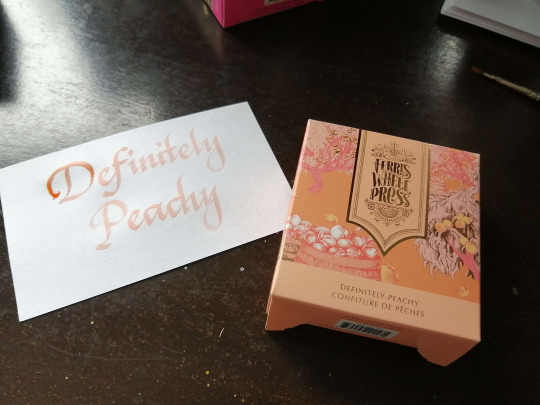 Definitely
Peachy
FERRIS
WHEEL
PRESS
DEFINITELY PEACHY
CONFITURE DE PÊCHES